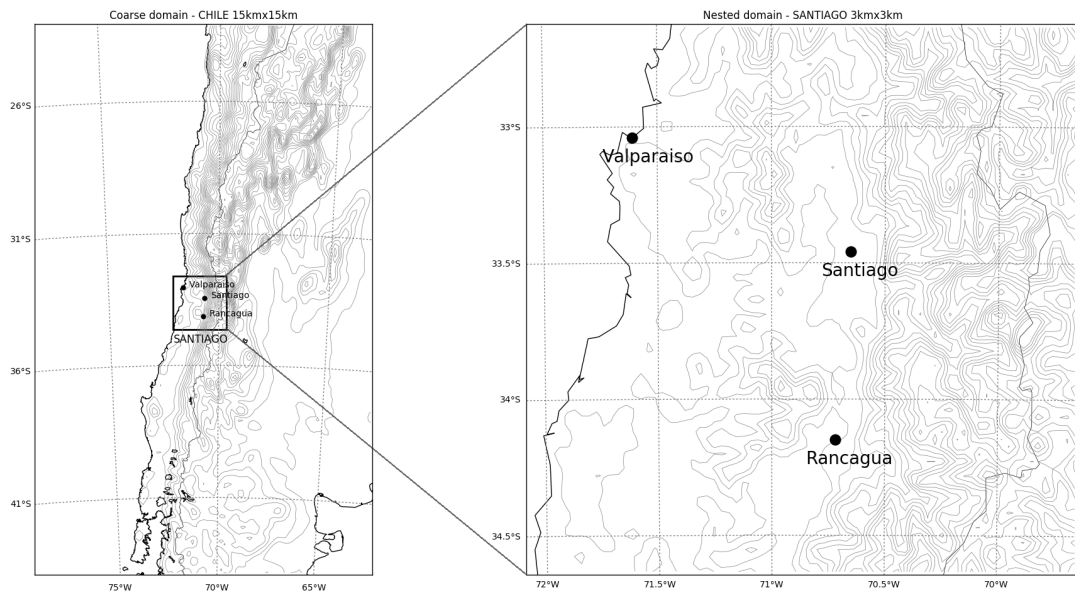 Coarse domain - CHILE 15kmx15km
26°S
31°S
36°S
41°S
75°W
70°W
65°W
Valparaiso
Santiago
Rancagua
SANTIAGO
Nested domain - SANTIAGO 3kmx3km
33°S
33.5°S
34°S
34.5°S
72°W
71.5°W
71°W
70.5°W
70°W
Valparaiso
Santiago
Rancagua